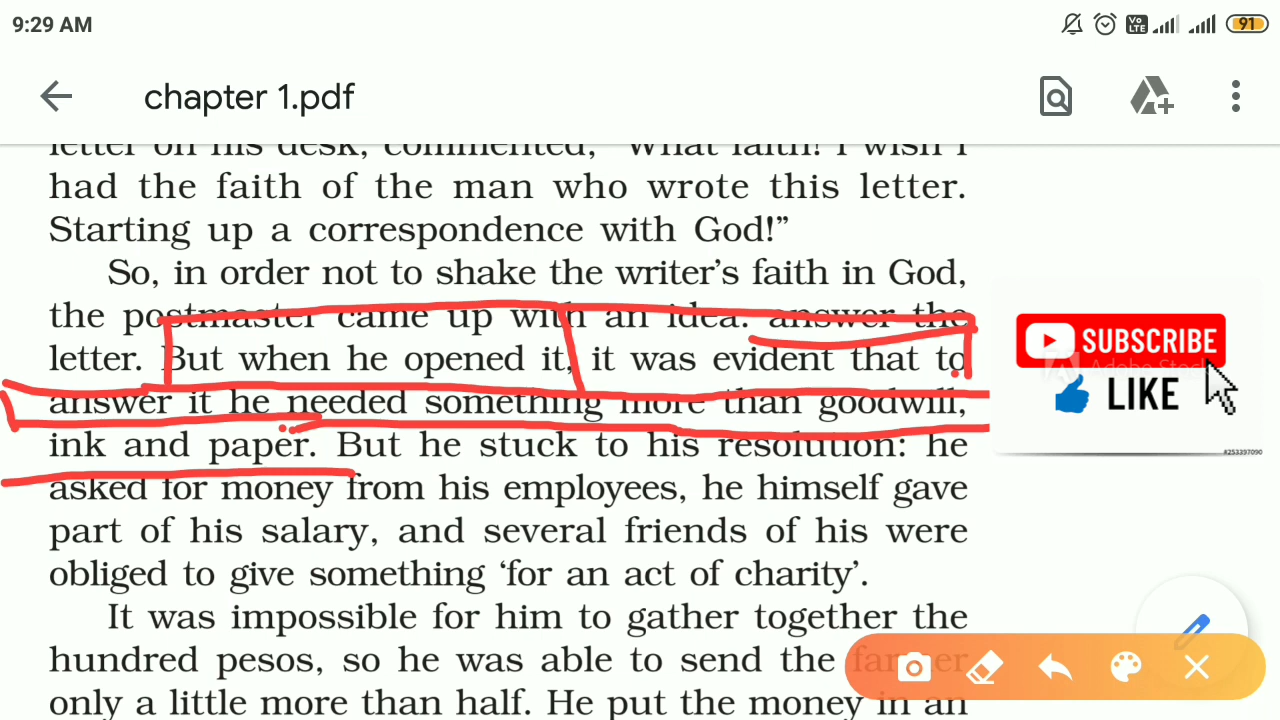 9:29 AM
Vo LTE
91
chapter 1.pdf
letter on his desk, commented, "What faith! I wish I
had the faith of the man who wrote this letter.
Starting up a correspondence with God!”
So, in order not to shake the writer’s faith in God,
the postmaster came up with an idea: answer the
letter. But when he opened it, it was evident that to
answer it he needed something more than goodwill,
ink and paper. But he stuck to his resolution: he
asked for money from his employees, he himself gave
part of his salary, and several friends of his were
obliged to give something ‘for an act of charity’.
It was impossible for him to gather together the
hundred pesos, so he was able to send the farmer
only a little more than half. He put the money in an
SUBSCRIBE
Adobe Stock
LIKE
#253397090